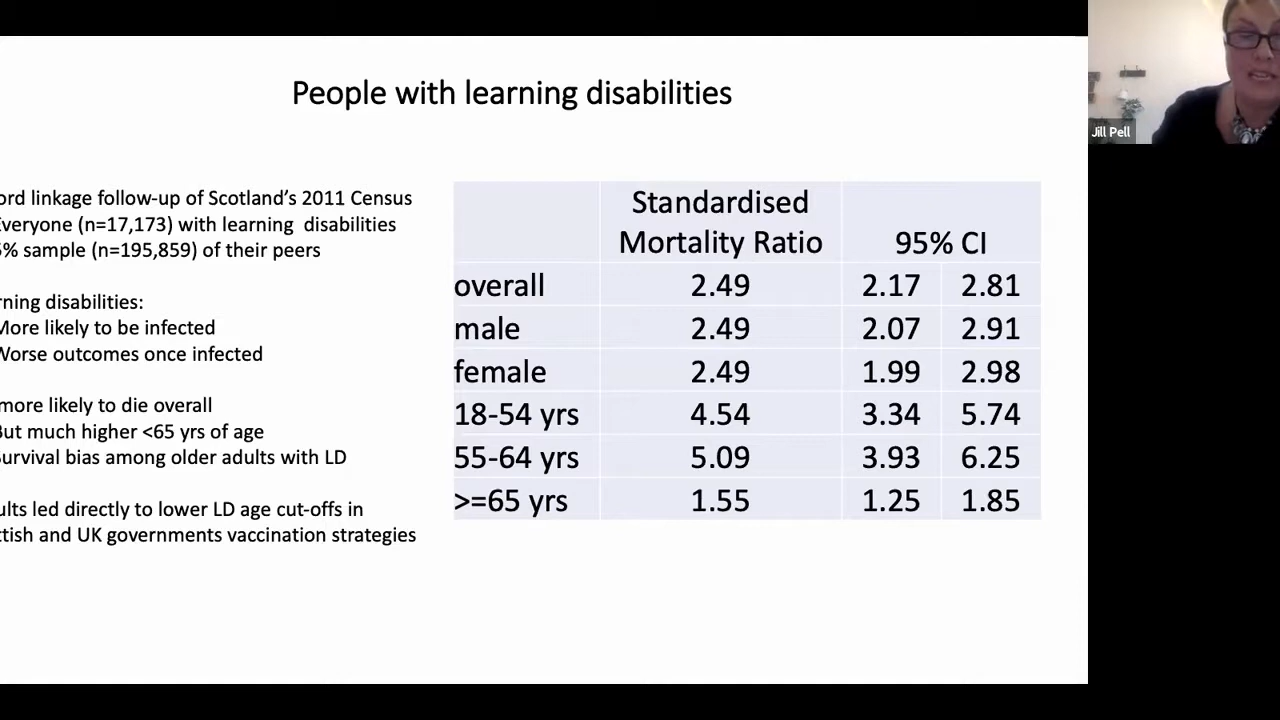 People with learning disabilities
Jill Pell
ord linkage follow-up of Scotland's 2011 Census
Everyone (n=17,173) with learning disabilities
5% sample (n=195,859) of their peers
rning disabilities:
More likely to be infected
Worse outcomes once infected
more likely to die overall
But much higher <65 yrs of age
Survival bias among older adults with LD
ults led directly to lower LD age cut-offs in
ttish and UK governments vaccination strategies
Standardised
Mortality Ratio 95% CI
overall 2.49 2.17 2.81
male 2.49 2.07 2.91
female 2.49 1.99 2.98
18-54 yrs 4.54 3.34 5.74
55-64 yrs 5.09 3.93 6.25
>=65 yrs 1.55 1.25 1.85